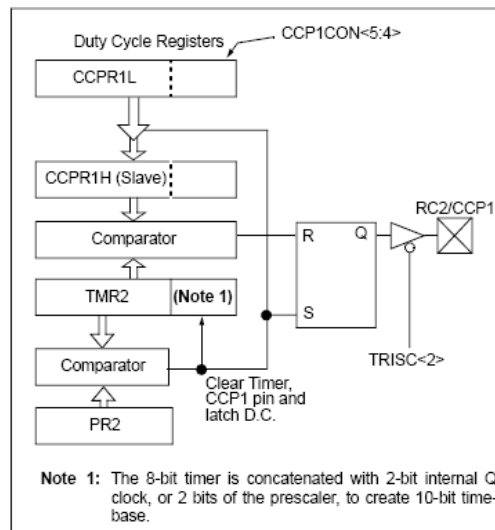 Duty Cycle Registers
CCP1CON<5:4>
CCPR1L
CCPR1H (Slave)
RC2/CCP1
Comparator
R
Q
TMR2
(Note 1)
S
TRISC<2>
Comparator
Clear Timer,
CCP1 pin and
latch D.C.
PR2
Note 1: The 8-bit timer is concatenated with 2-bit internal Q
clock, or 2 bits of the prescaler, to create 10-bit time-
base.